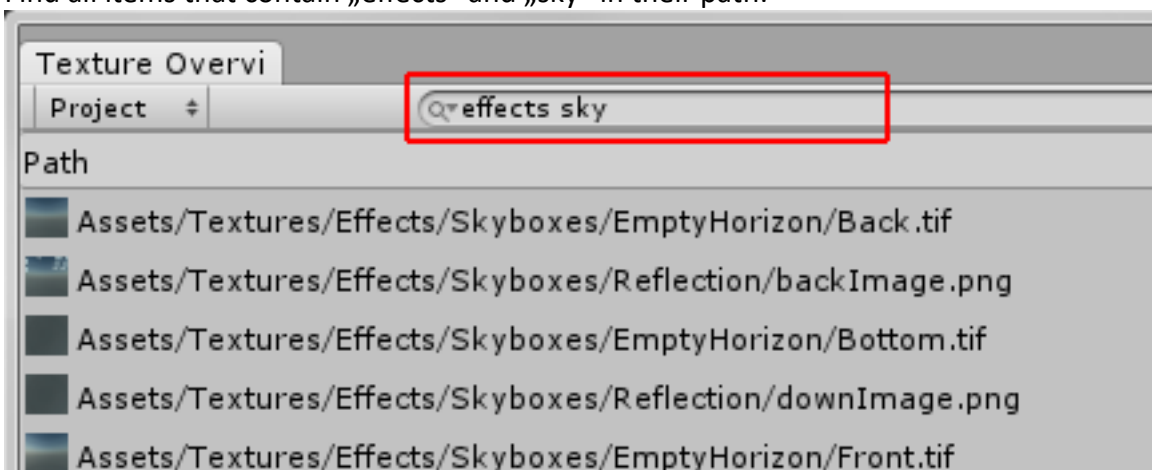 Find all items that contain „effects“ and „sky“ in their path.
Texture Overvi
Project
effects sky
Path
Assets/Textures/Effects/Skyboxes/EmptyHorizon/Back.tif
Assets/Textures/Effects/Skyboxes/Reflection/backImage.png
Assets/Textures/Effects/Skyboxes/EmptyHorizon/Bottom.tif
Assets/Textures/Effects/Skyboxes/Reflection/downImage.png
Assets/Textures/Effects/Skyboxes/EmptyHorizon/Front.tif